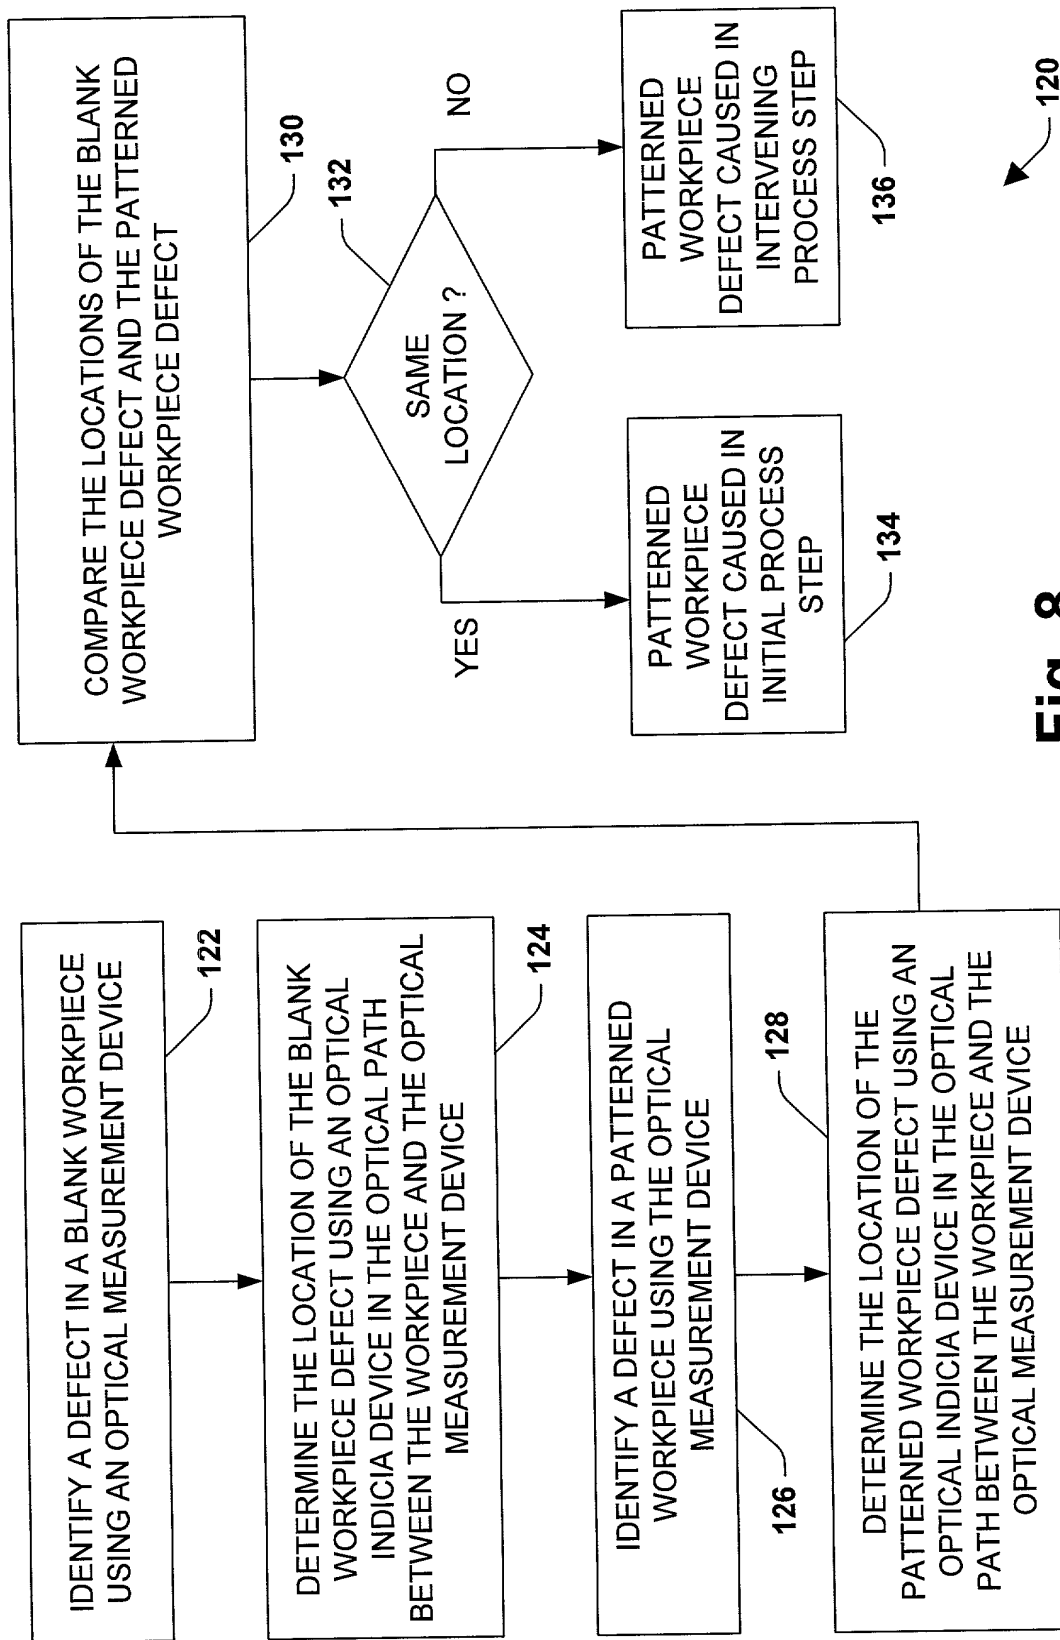 IDENTIFY A DEFECT IN A BLANK WORKPIECE
USING AN OPTICAL MEASUREMENT DEVICE
122
DETERMINE THE LOCATION OF THE BLANK
WORKPIECE DEFECT USING AN OPTICAL
INDICIA DEVICE IN THE OPTICAL PATH
BETWEEN THE WORKPIECE AND THE OPTICAL
MEASUREMENT DEVICE
124
IDENTIFY A DEFECT IN A PATTERNED
WORKPIECE USING THE OPTICAL
MEASUREMENT DEVICE
126
128
DETERMINE THE LOCATION OF THE
PATTERNED WORKPIECE DEFECT USING AN
OPTICAL INDICIA DEVICE IN THE OPTICAL
PATH BETWEEN THE WORKPIECE AND THE
OPTICAL MEASUREMENT DEVICE
COMPARE THE LOCATIONS OF THE BLANK
WORKPIECE DEFECT AND THE PATTERNED
WORKPIECE DEFECT
130
132
SAME
LOCATION ?
YES
NO
PATTERNED
WORKPIECE
DEFECT CAUSED IN
INITIAL PROCESS
STEP
134
PATTERNED
WORKPIECE
DEFECT CAUSED IN
INTERVENING
PROCESS STEP
136
120
Fig. 8